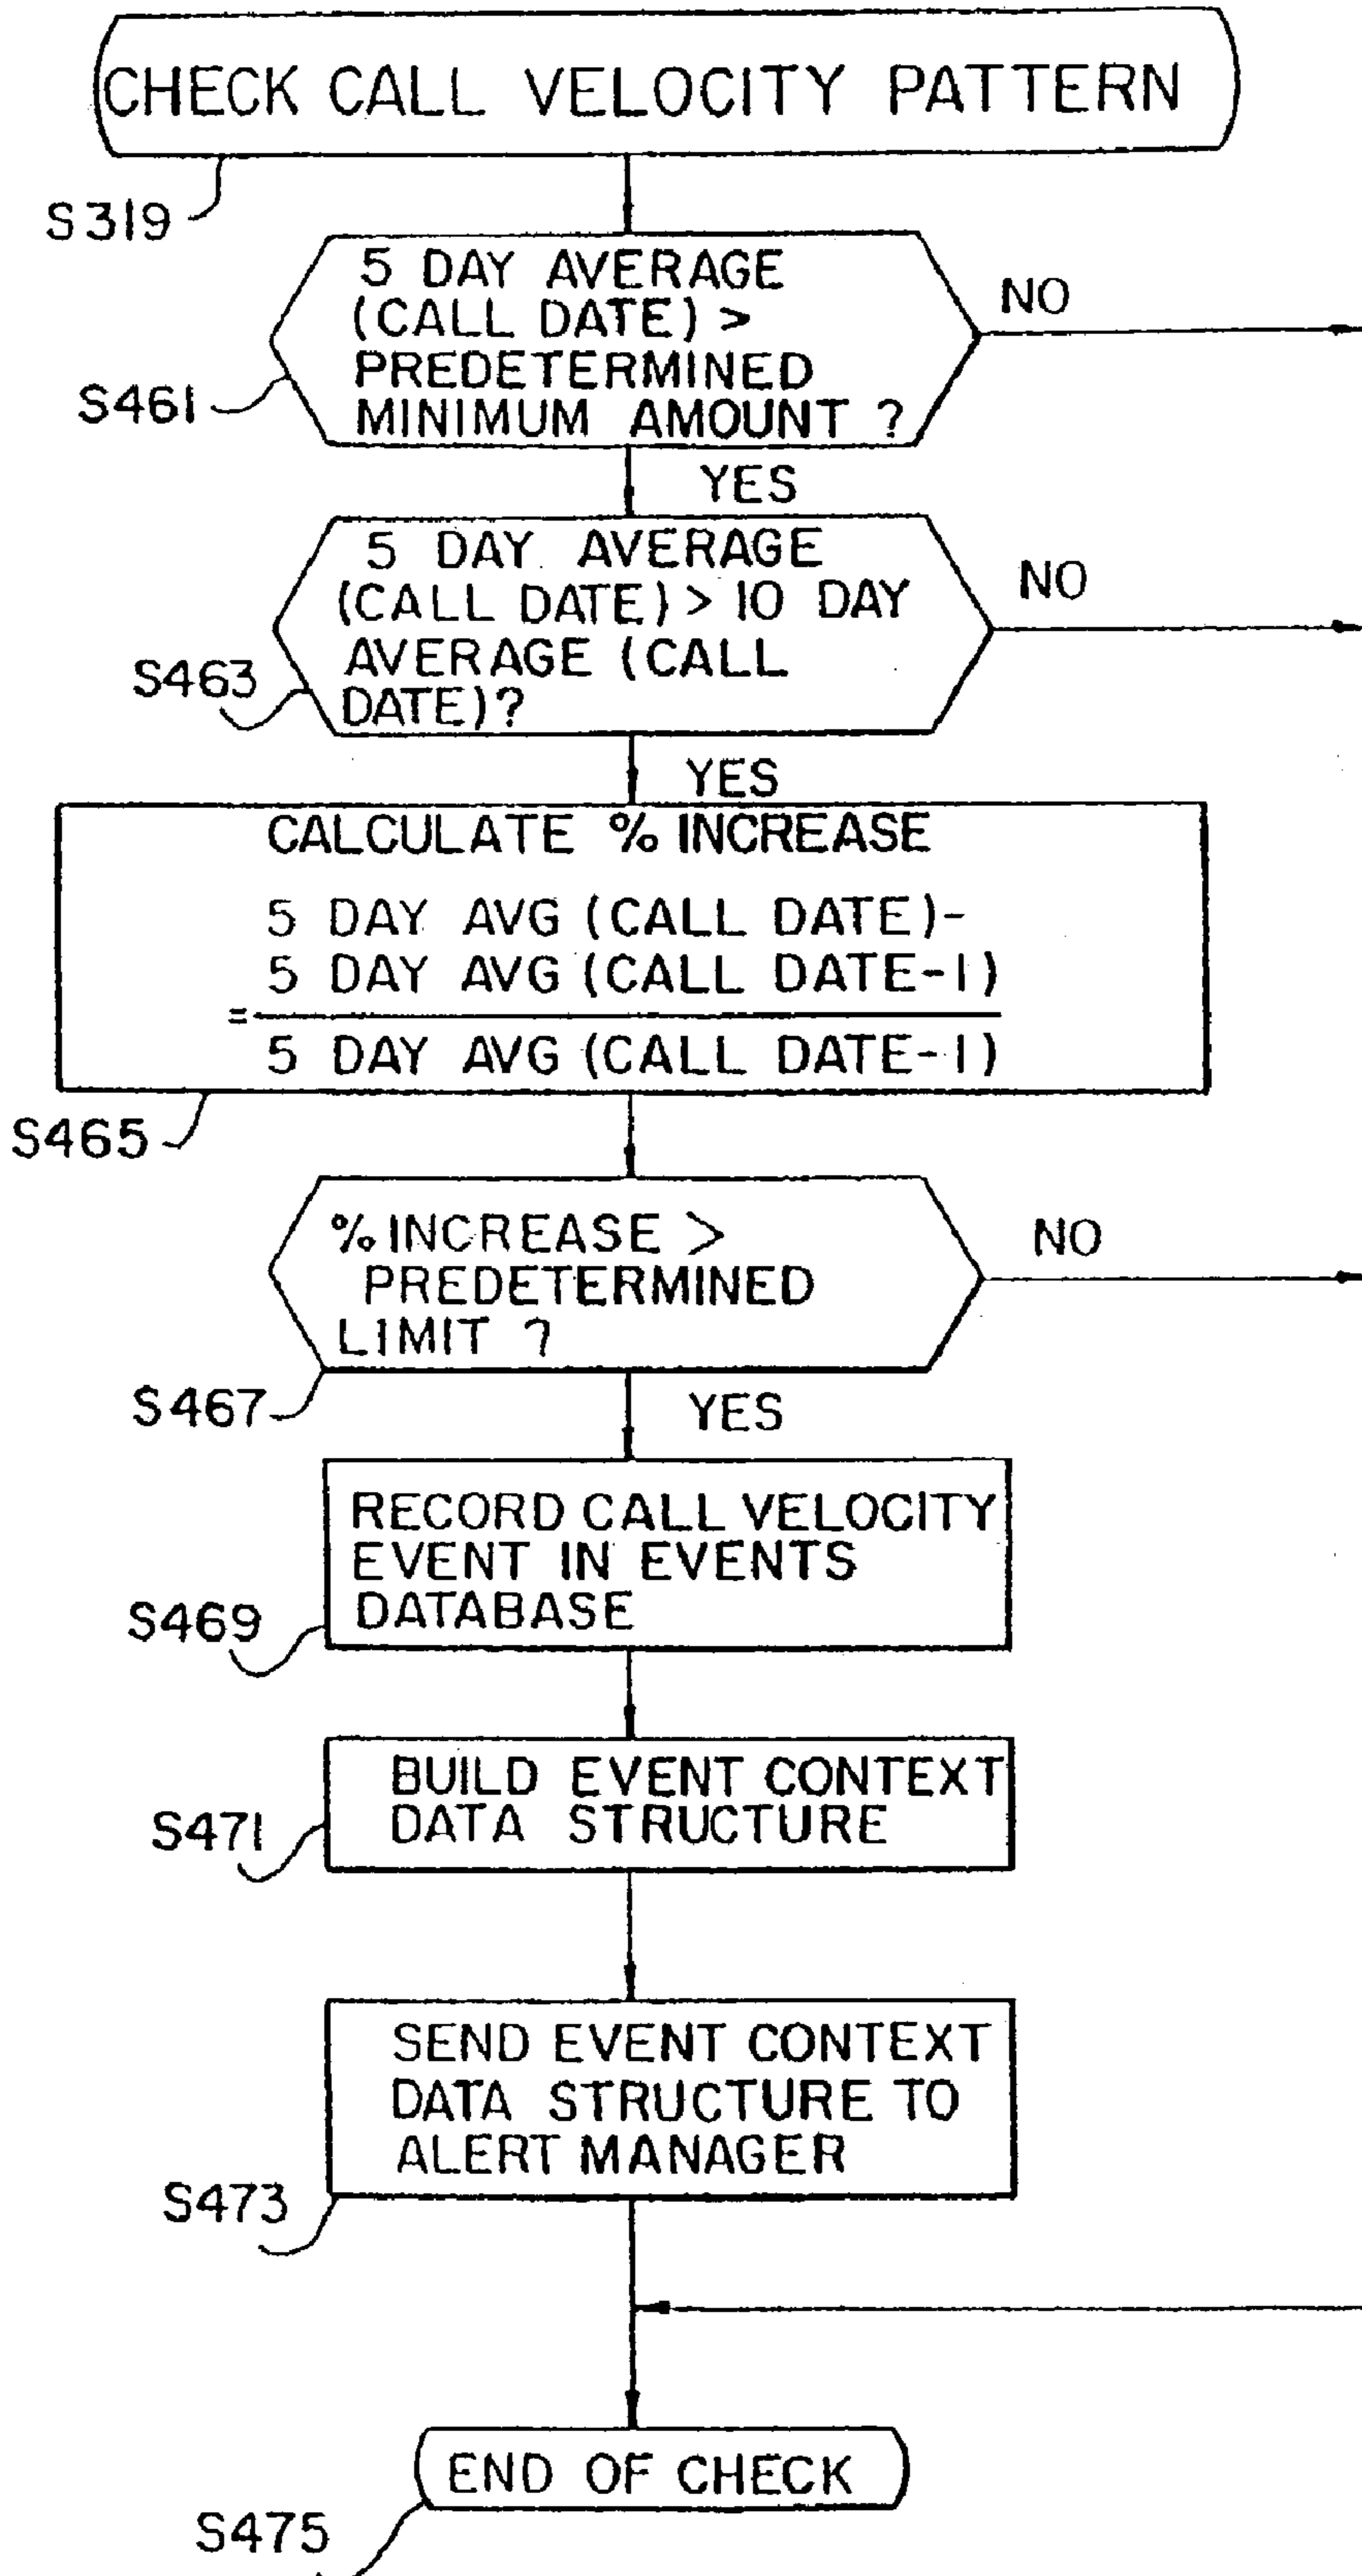 CHECK CALL VELOCITY PATTERN
S319
5 DAY AVERAGE
(CALL DATE) >
PREDETERMINED
MINIMUM AMOUNT ?
NO
S461
YES
5 DAY AVERAGE
(CALL DATE) > 10 DAY
AVERAGE (CALL
DATE)?
NO
S463
YES
CALCULATE % INCREASE
5 DAY AVG (CALL DATE)-
5 DAY AVG (CALL DATE-1)
=
5 DAY AVG (CALL DATE-1)
S465
% INCREASE >
PREDETERMINED
LIMIT ?
NO
S467
YES
RECORD CALL VELOCITY
EVENT IN EVENTS
DATABASE
S469
BUILD EVENT CONTEXT
DATA STRUCTURE
S471
SEND EVENT CONTEXT
DATA STRUCTURE TO
ALERT MANAGER
S473
END OF CHECK
S475